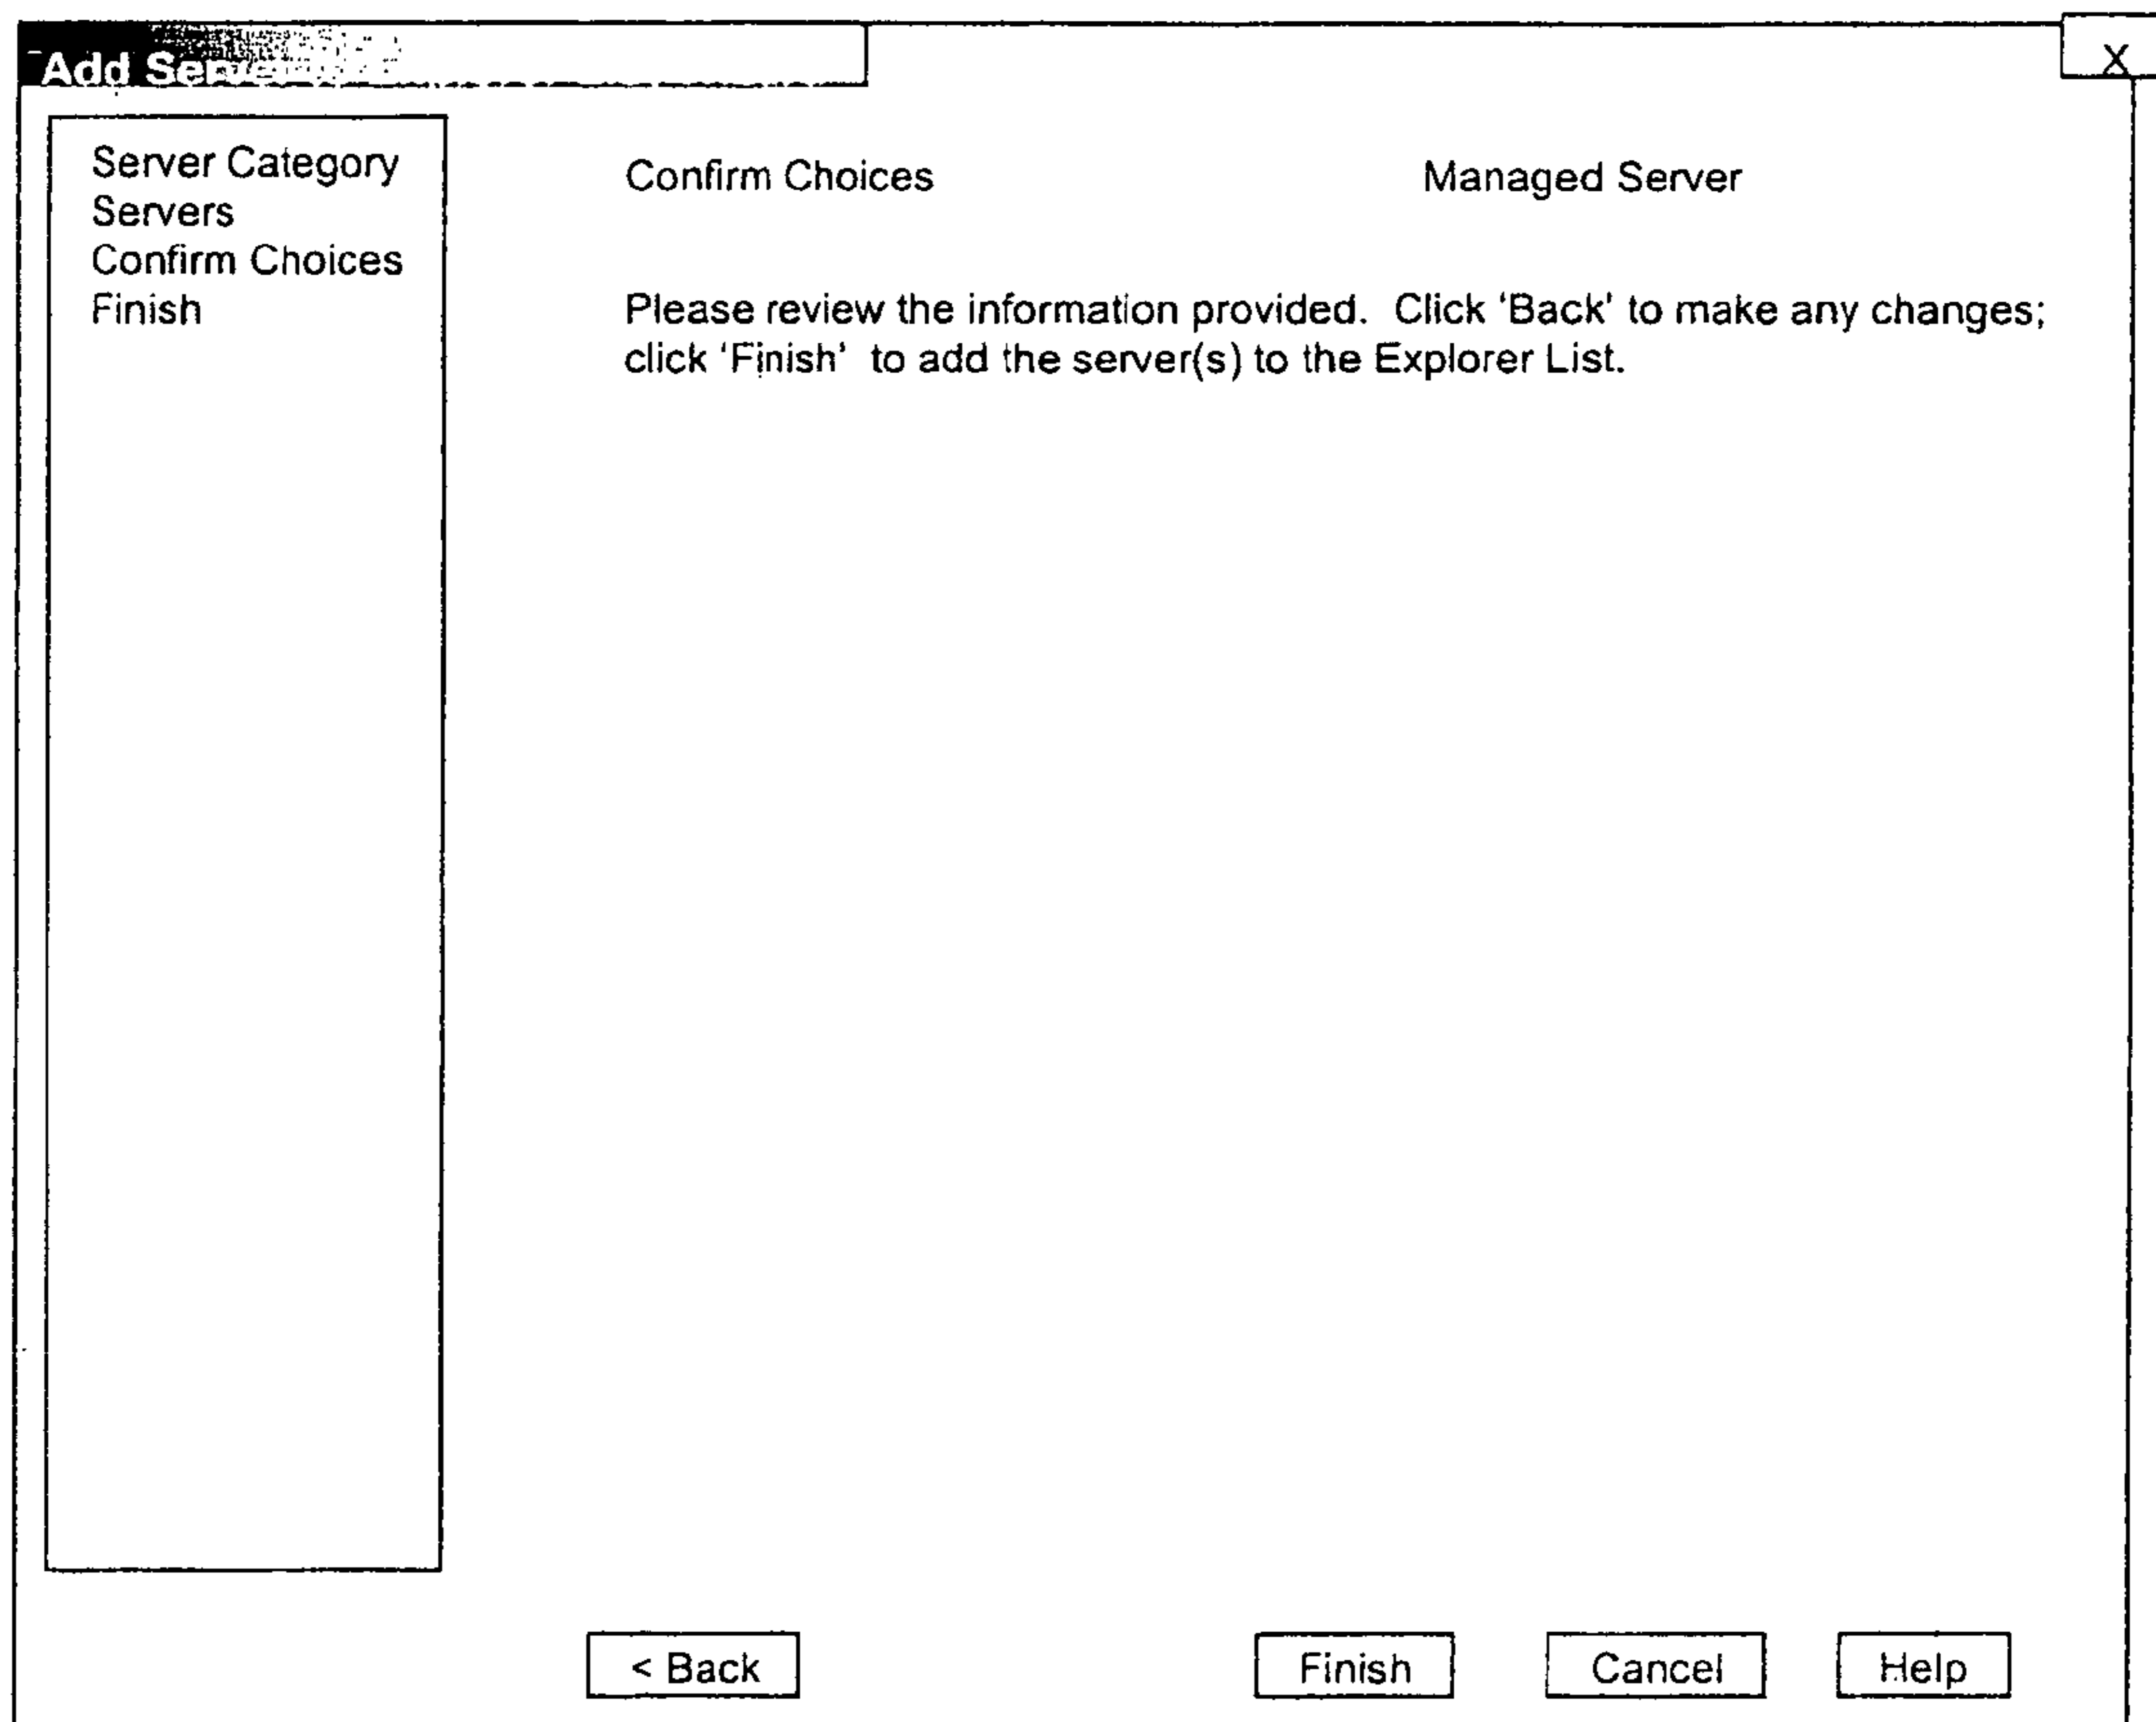 Add Server
X
Server Category
Servers
Confirm Choices
Finish
Confirm Choices
Managed Server
Please review the information provided. Click ‘Back’ to make any changes;
click ‘Finish’ to add the server(s) to the Explorer List.
< Back
Finish
Cancel
Help